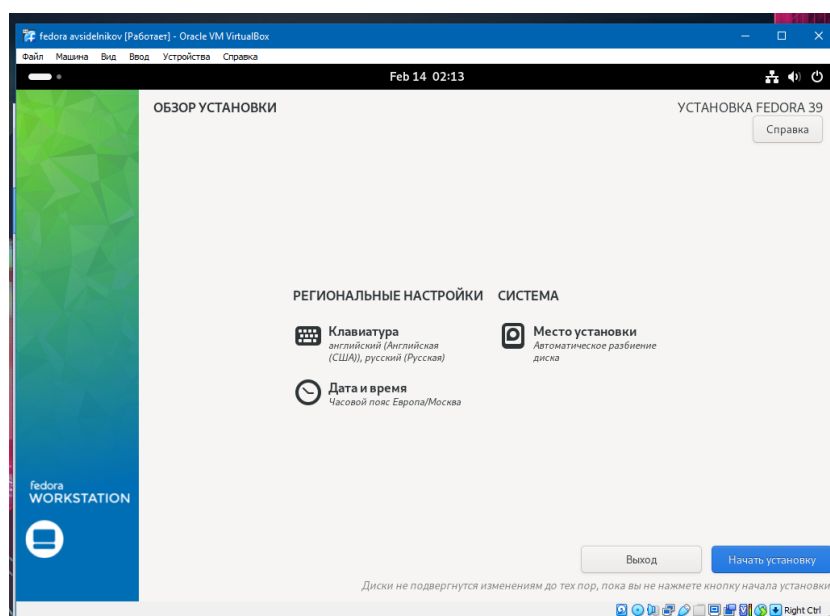 fedora avsidelnikov [Работает] - Oracle VM VirtualBox
Файл Машина Вид Ввод Устройства Справка
Feb 14 02:13
ОБЗОР УСТАНОВКИ
УСТАНОВКА FEDORA 39
Справка
РЕГИОНАЛЬНЫЕ НАСТРОЙКИ
Клавиатура
английский (Английская
(США)), русский (Русская)
Дата и время
Часовой пояс Европа/Москва
СИСТЕМА
Место установки
Автоматическое разбиение
диска
fedora
WORKSTATION
Выход
Начать установку
Диски не подвергнутся изменениям до тех пор, пока вы не нажмете кнопку начала установки
Right Ctrl